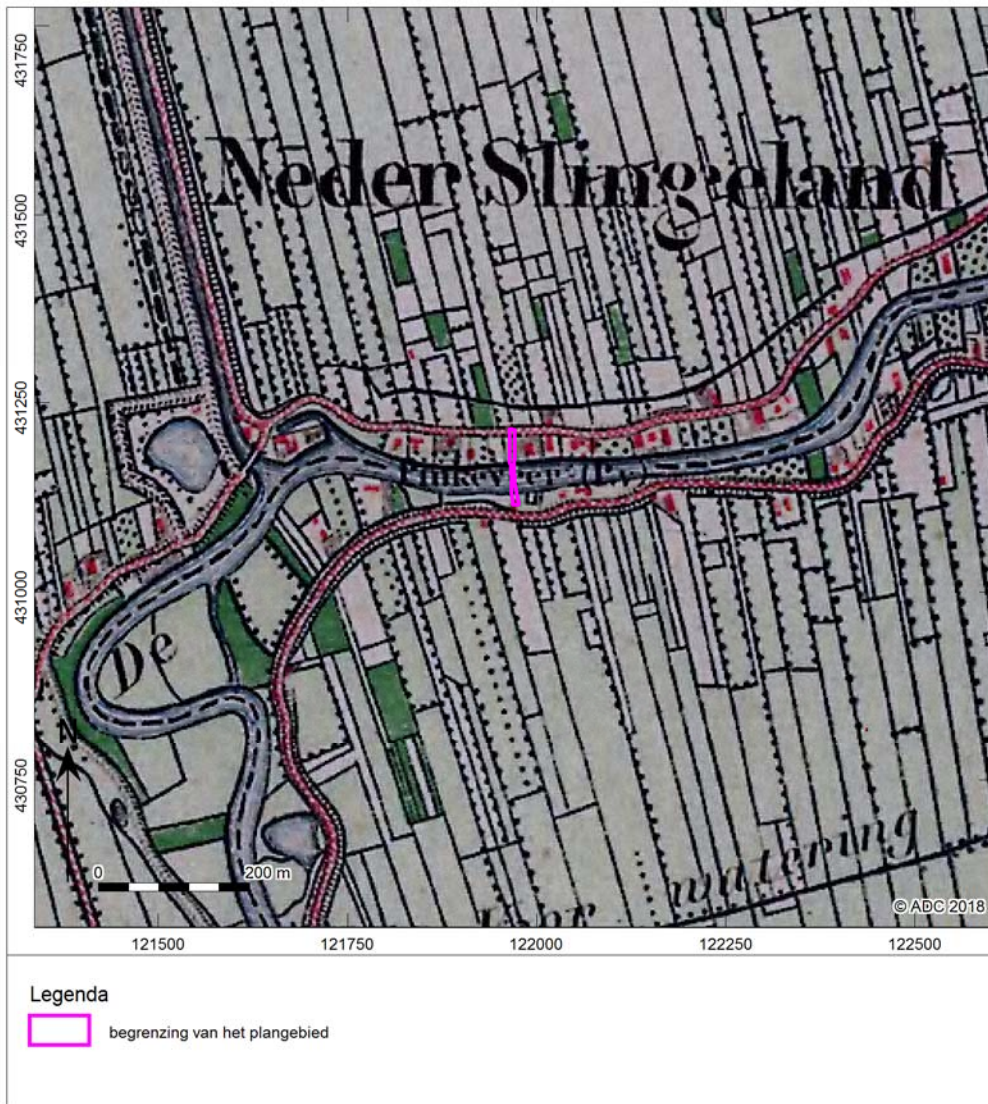 431750
431500
431250
431000
430750
Neder Slingeland
De
watering
N
0 200 m
© ADC 2018
121500 121750 122000 122250 122500
Legenda
begrenzing van het plangebied